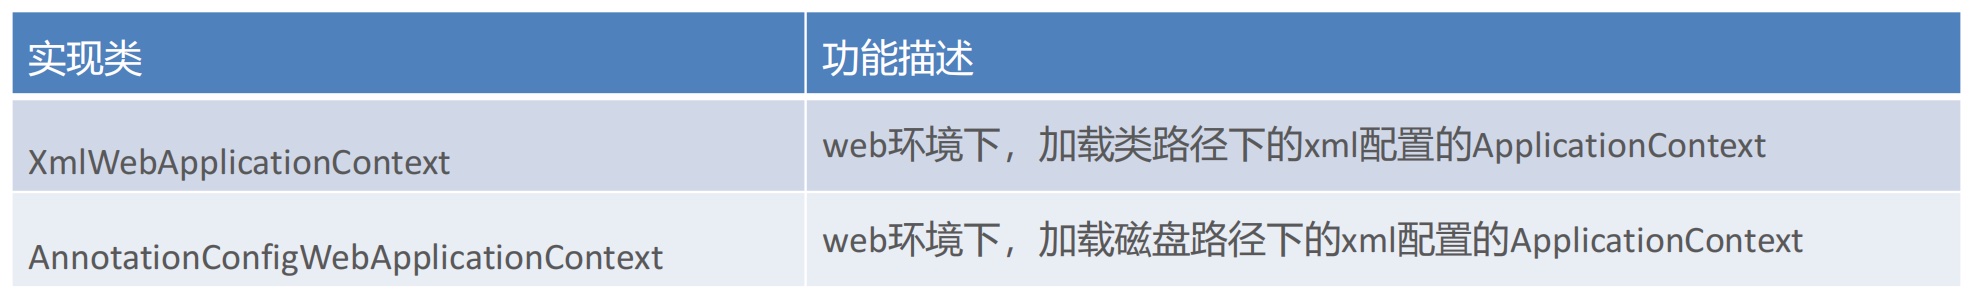 实现类
功能描述
XmlWebApplicationContext
web环境下，加载类路径下的xml配置的ApplicationContext
AnnotationConfigWebApplicationContext
web环境下，加载磁盘路径下的xml配置的ApplicationContext